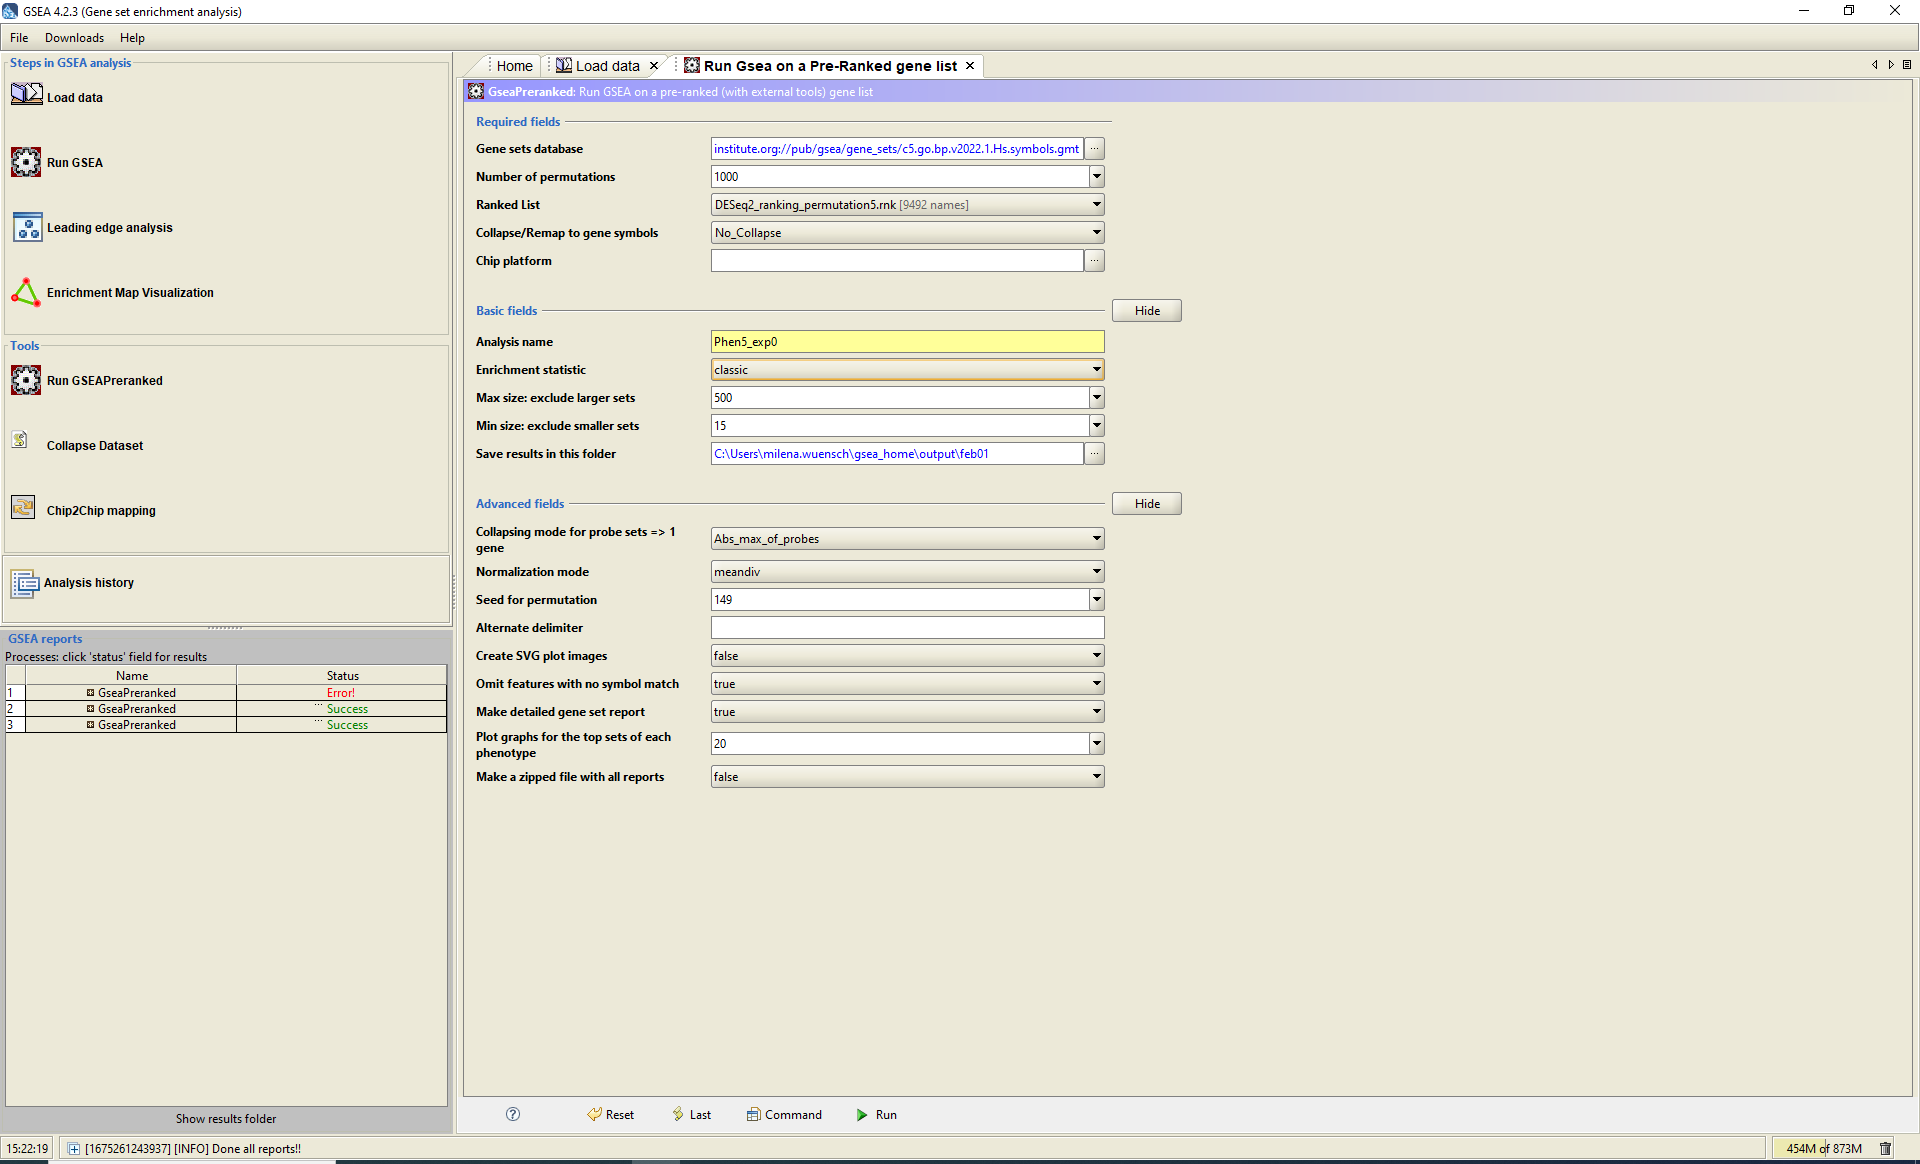 GSEA 4.2.3 (Gene set enrichment analysis)
File Downloads Help
Steps in GSEA analysis
Load data
Run GSEA
Leading edge analysis
Enrichment Map Visualization
Tools
Run GSEAPreranked
Collapse Dataset
Chip2Chip mapping
Analysis history
GSEA reports
Processes: click 'status' field for results
Name Status
1 GseaPreranked Error!
2 GseaPreranked ... Success
3 GseaPreranked ... Success
Show results folder
Home Load data Run Gsea on a Pre-Ranked gene list
GseaPreranked: Run GSEA on a pre-ranked (with external tools) gene list
Required fields
Gene sets database institute.org://pub/gsea/gene_sets/c5.go.bp.v2022.1.Hs.symbols.gmt ...
Number of permutations 1000
Ranked List DESeq2_ranking_permutation5.rnk [9492 names]
Collapse/Remap to gene symbols No_Collapse
Chip platform ...
Basic fields Hide
Analysis name Phen5_exp0
Enrichment statistic classic
Max size: exclude larger sets 500
Min size: exclude smaller sets 15
Save results in this folder C:\Users\milena.wuensch\gsea_home\output\feb01 ...
Advanced fields Hide
Collapsing mode for probe sets => 1
gene Abs_max_of_probes
Normalization mode meandiv
Seed for permutation 149
Alternate delimiter
Create SVG plot images false
Omit features with no symbol match true
Make detailed gene set report true
Plot graphs for the top sets of each
phenotype 20
Make a zipped file with all reports false
? Reset Last Command Run
15:22:19 [1675261243937] [INFO] Done all reports!! 454M of 873M